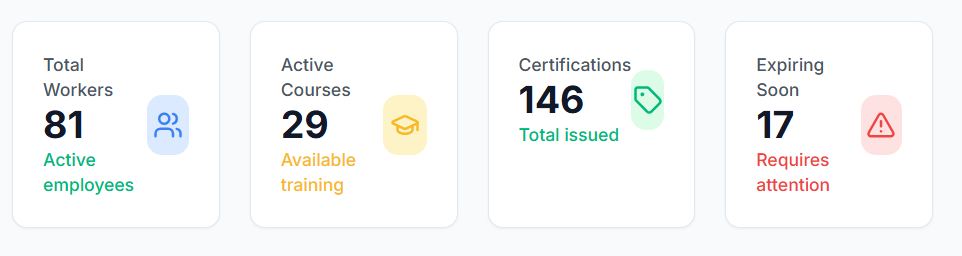 Total
Workers
81
Active
employees
Active
Courses
29
Available
training
Certifications
146
Total issued
Expiring
Soon
17
Requires
attention